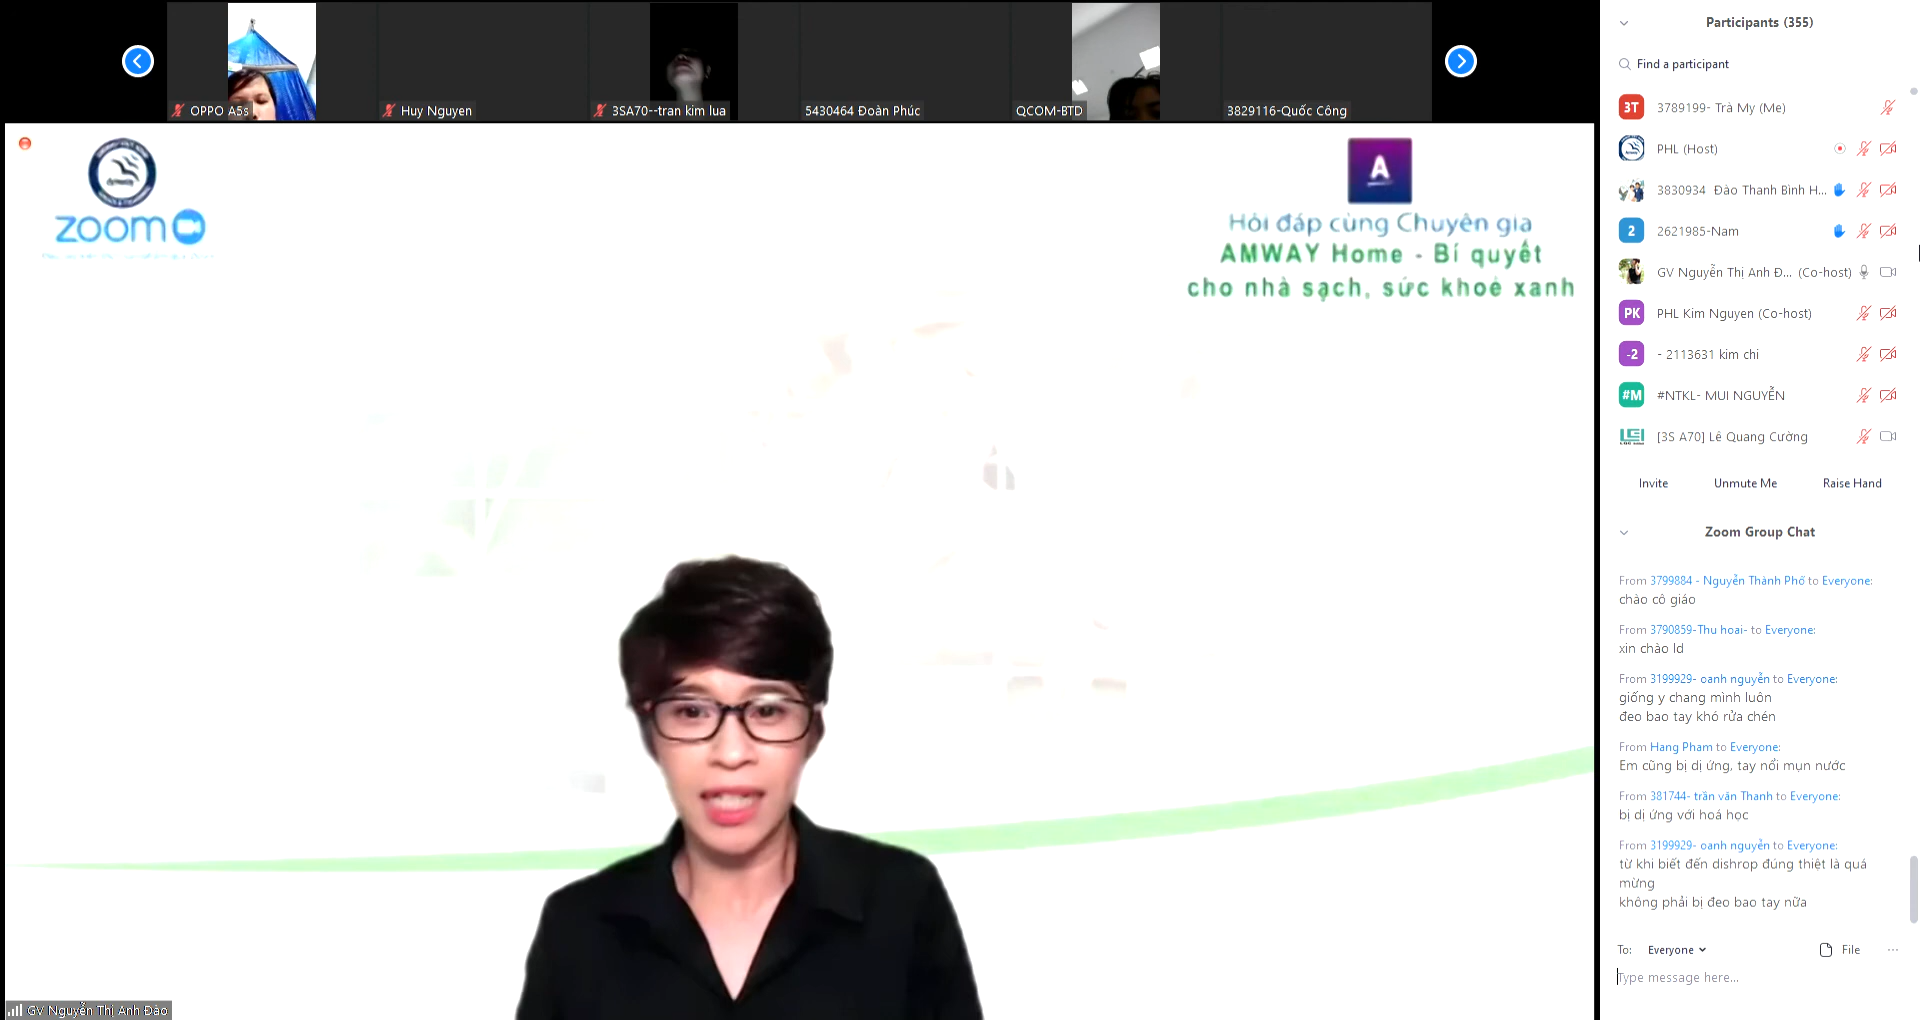 OPPO A5s
Huy Nguyen
3SA70--tran kim lua
5430464 Đoàn Phúc
QCOM-BTD
3829116-Quốc Công
zoom
A
Hỏi đáp cùng Chuyên gia
AMWAY Home - Bí quyết
cho nhà sạch, sức khoẻ xanh
GV Nguyễn Thị Anh Đào
Participants (355)
Find a participant
3T 3789199- Trà My (Me)
PHL (Host)
3830934 Đào Thanh Bình H...
2 2621985-Nam
GV Nguyễn Thị Anh Đ... (Co-host)
PK PHL Kim Nguyen (Co-host)
-2 - 2113631 kim chi
#M #NTKL- MUI NGUYỄN
[3S A70] Lê Quang Cường
Invite Unmute Me Raise Hand
Zoom Group Chat
From 3799884 - Nguyễn Thành Phố to Everyone:
chào cô giáo
From 3790859-Thu hoai- to Everyone:
xin chào ld
From 3199929- oanh nguyễn to Everyone:
giống y chang mình luôn
đeo bao tay khó rửa chén
From Hang Pham to Everyone:
Em cũng bị dị ứng, tay nổi mụn nước
From 381744- trần văn Thanh to Everyone:
bị dị ứng với hoá học
From 3199929- oanh nguyễn to Everyone:
từ khi biết đến dishrop đúng thiệt là quá
mừng
không phải bị đeo bao tay nữa
To: Everyone File ...
Type message here...